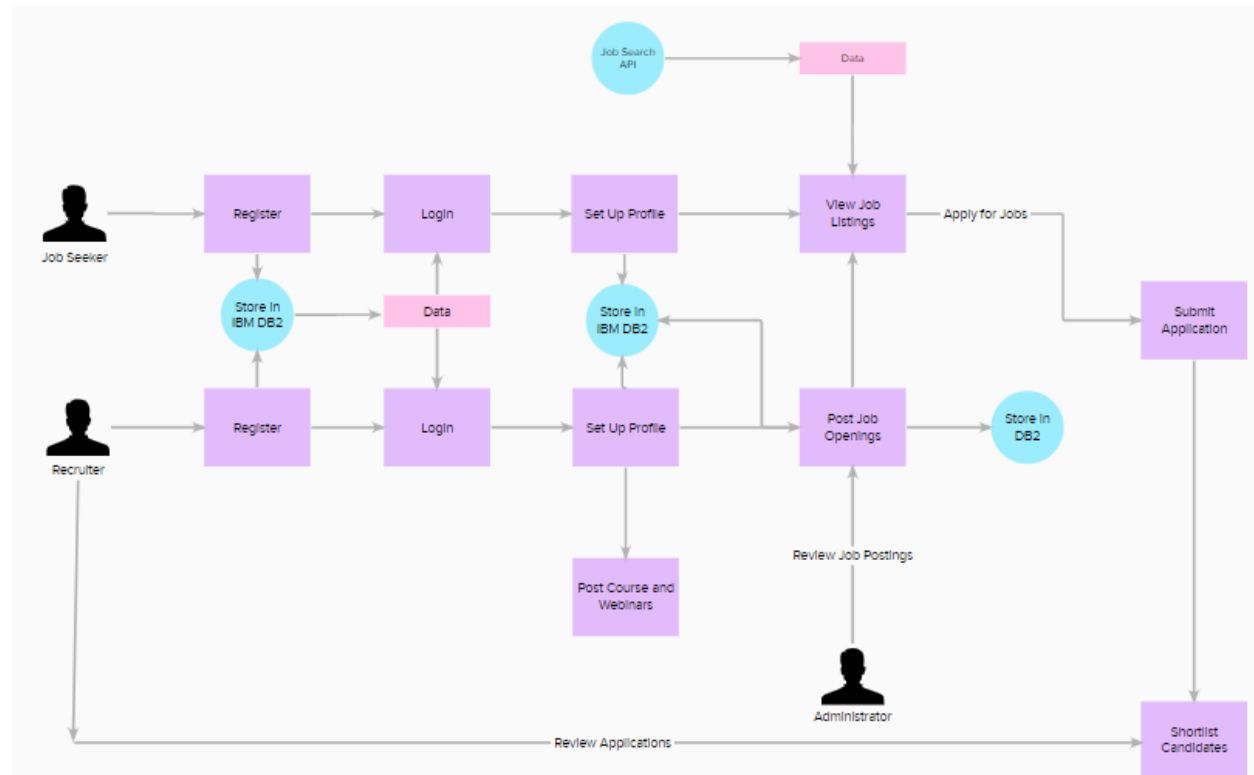 Job Search
API
Data
Register
Login
Set Up Profile
View Job
Listings
Apply for Jobs
Job Seeker
Store in
IBM DB2
Data
Store in
IBM DB2
Submit
Application
Register
Login
Set Up Profile
Post Job
Openings
Store in
DB2
Recruiter
Review Job Postings
Post Course and
Webinars
Administrator
Review Applications
Shortlist
Candidates